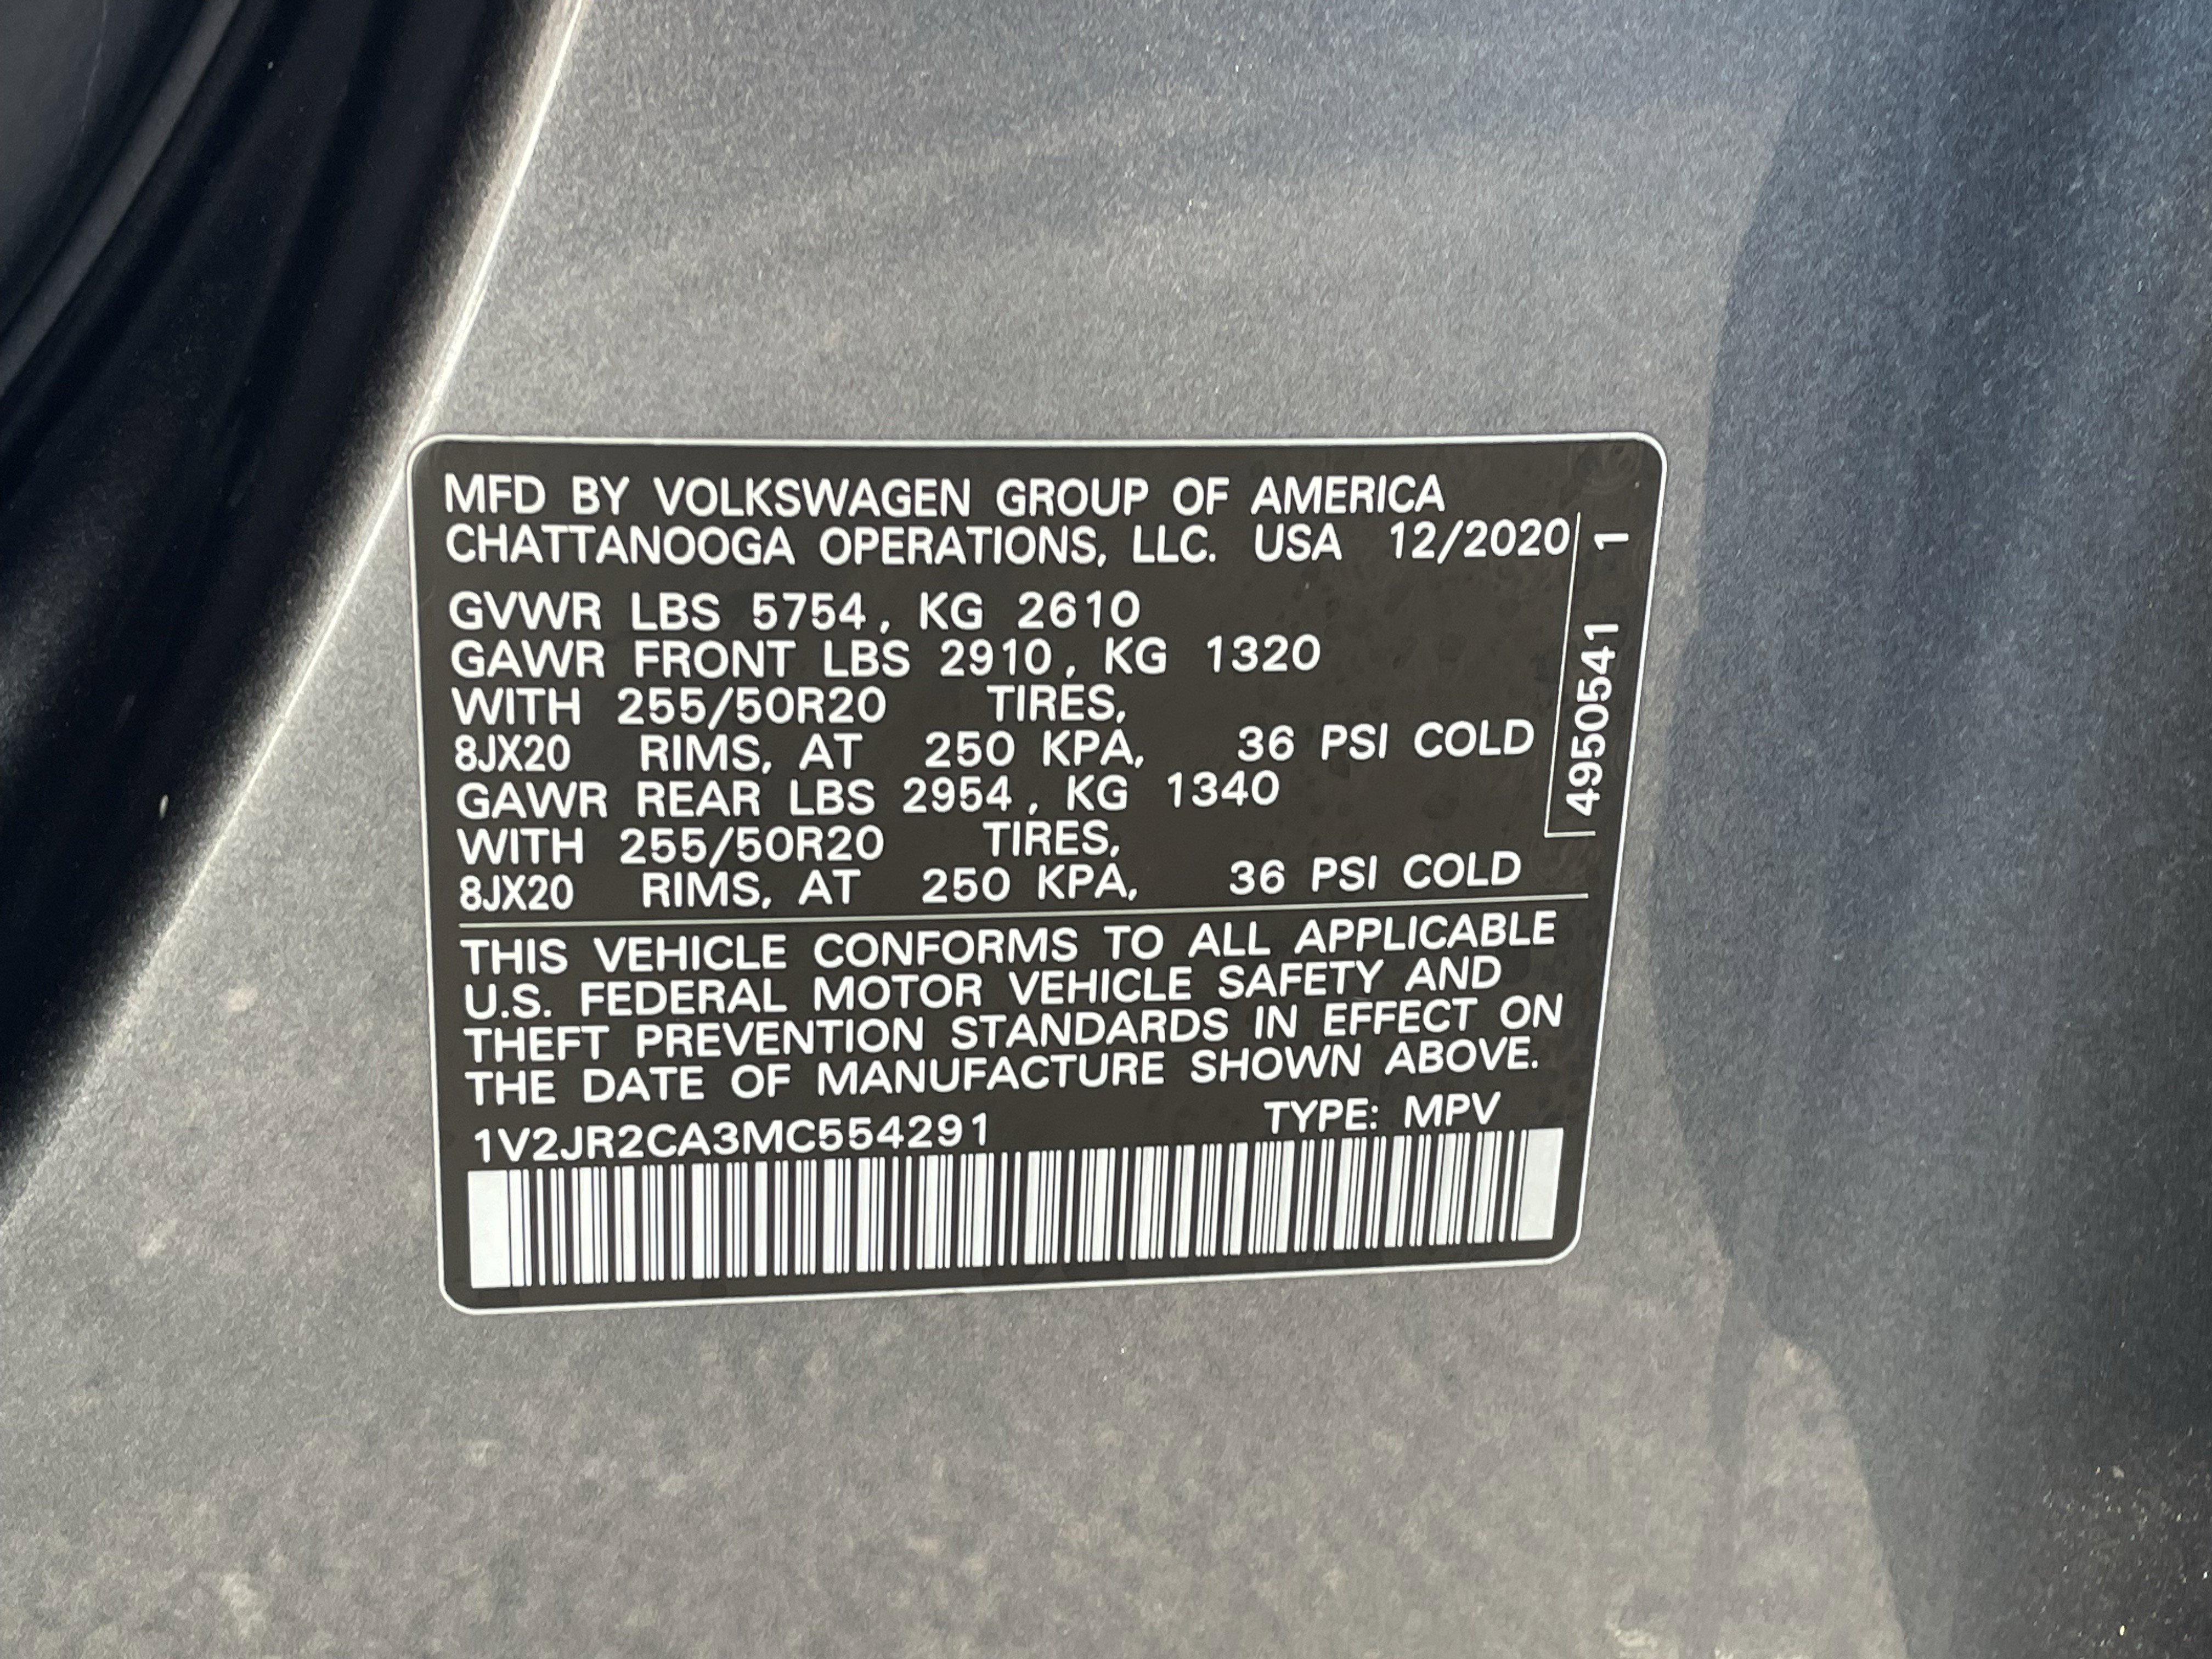 MFD BY VOLKSWAGEN GROUP OF AMERICA
CHATTANOOGA OPERATIONS, LLC. USA 12/2020
GVWR LBS 5754, KG 2610
GAWR FRONT LBS 2910, KG 1320
WITH 255/50R20 TIRES,
8JX20 RIMS, AT 250 KPA, 36 PSI COLD
GAWR REAR LBS 2954, KG 1340
WITH 255/50R20 TIRES,
8JX20 RIMS, AT 250 KPA, 36 PSI COLD
4950541 1
THIS VEHICLE CONFORMS TO ALL APPLICABLE
U.S. FEDERAL MOTOR VEHICLE SAFETY AND
THEFT PREVENTION STANDARDS IN EFFECT ON
THE DATE OF MANUFACTURE SHOWN ABOVE.
1V2JR2CA3MC554291 TYPE: MPV